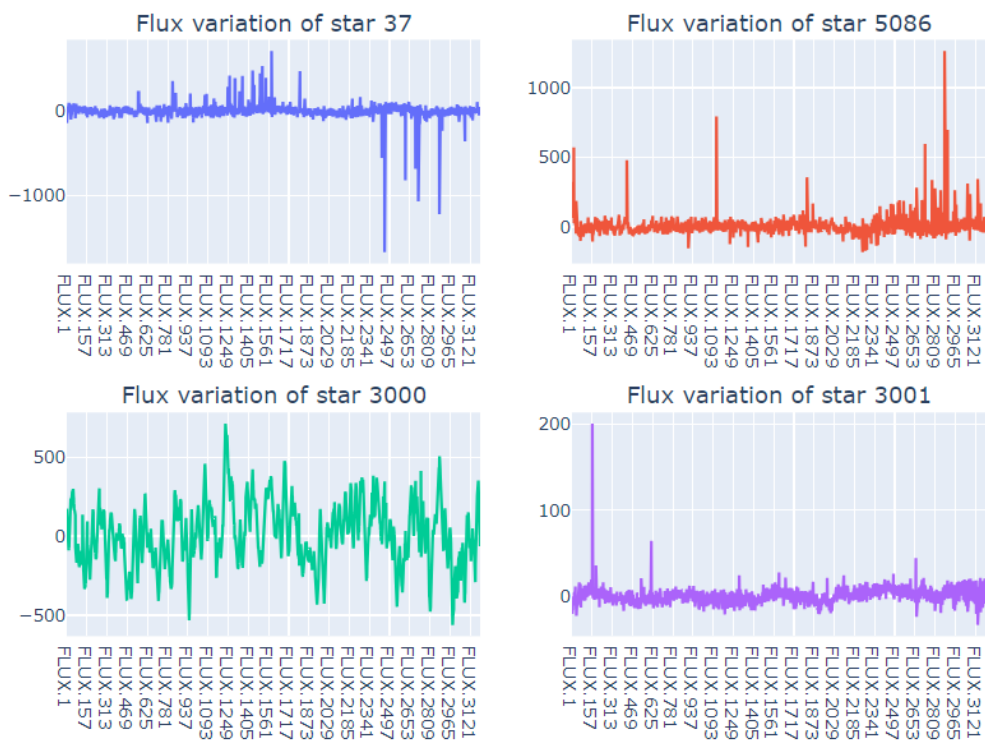 Flux variation of star 37
0
−1000
FLUX.1
FLUX.157
FLUX.313
FLUX.469
FLUX.625
FLUX.781
FLUX.937
FLUX.1093
FLUX.1249
FLUX.1405
FLUX.1561
FLUX.1717
FLUX.1873
FLUX.2029
FLUX.2185
FLUX.2341
FLUX.2497
FLUX.2653
FLUX.2809
FLUX.2965
FLUX.3121
Flux variation of star 5086
1000
500
0
FLUX.1
FLUX.157
FLUX.313
FLUX.469
FLUX.625
FLUX.781
FLUX.937
FLUX.1093
FLUX.1249
FLUX.1405
FLUX.1561
FLUX.1717
FLUX.1873
FLUX.2029
FLUX.2185
FLUX.2341
FLUX.2497
FLUX.2653
FLUX.2809
FLUX.2965
FLUX.3121
Flux variation of star 3000
500
0
−500
FLUX.1
FLUX.157
FLUX.313
FLUX.469
FLUX.625
FLUX.781
FLUX.937
FLUX.1093
FLUX.1249
FLUX.1405
FLUX.1561
FLUX.1717
FLUX.1873
FLUX.2029
FLUX.2185
FLUX.2341
FLUX.2497
FLUX.2653
FLUX.2809
FLUX.2965
FLUX.3121
Flux variation of star 3001
200
100
0
FLUX.1
FLUX.157
FLUX.313
FLUX.469
FLUX.625
FLUX.781
FLUX.937
FLUX.1093
FLUX.1249
FLUX.1405
FLUX.1561
FLUX.1717
FLUX.1873
FLUX.2029
FLUX.2185
FLUX.2341
FLUX.2497
FLUX.2653
FLUX.2809
FLUX.2965
FLUX.3121